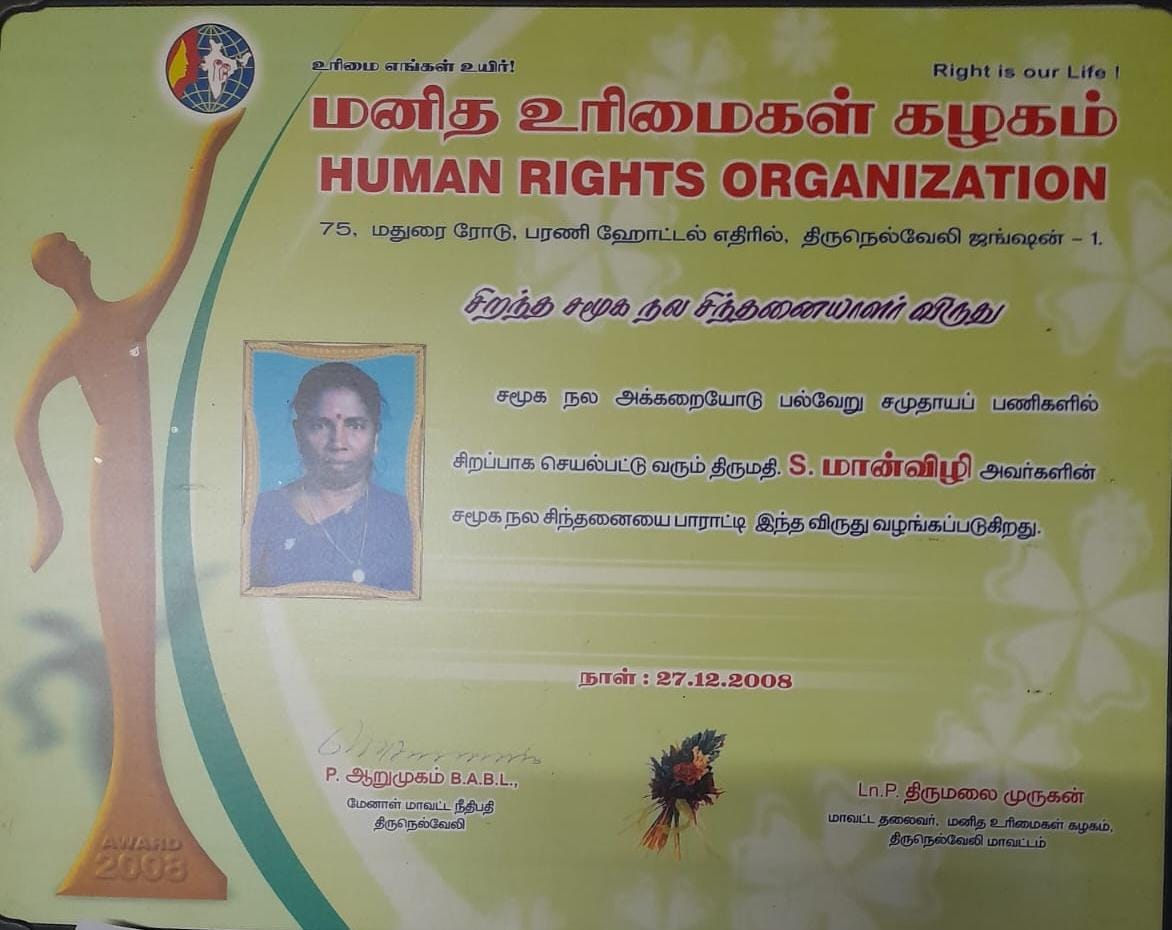 உரிமை எங்கள் உயிர்!
Right is our Life !
மனித உரிமைகள் கழகம்
HUMAN RIGHTS ORGANIZATION
75, மதுரை ரோடு, பரணி ஹோட்டல் எதிரில், திருநெல்வேலி ஜங்ஷன் - 1.
சிறந்த சமூக நல சிந்தனையாளர் விருது
சமூக நல அக்கறையோடு பல்வேறு சமுதாயப் பணிகளில்
சிறப்பாக செயல்பட்டு வரும் திருமதி. S. மான்விழி அவர்களின்
சமூக நல சிந்தனையை பாராட்டி இந்த விருது வழங்கப்படுகிறது.
நாள் : 27.12.2008
P. ஆறுமுகம் B.A.B.L.,
மேனாள் மாவட்ட நீதிபதி
திருநெல்வேலி
Ln.P. திருமலை முருகன்
மாவட்ட தலைவர், மனித உரிமைகள் கழகம்,
திருநெல்வேலி மாவட்டம்
AWARD
2008